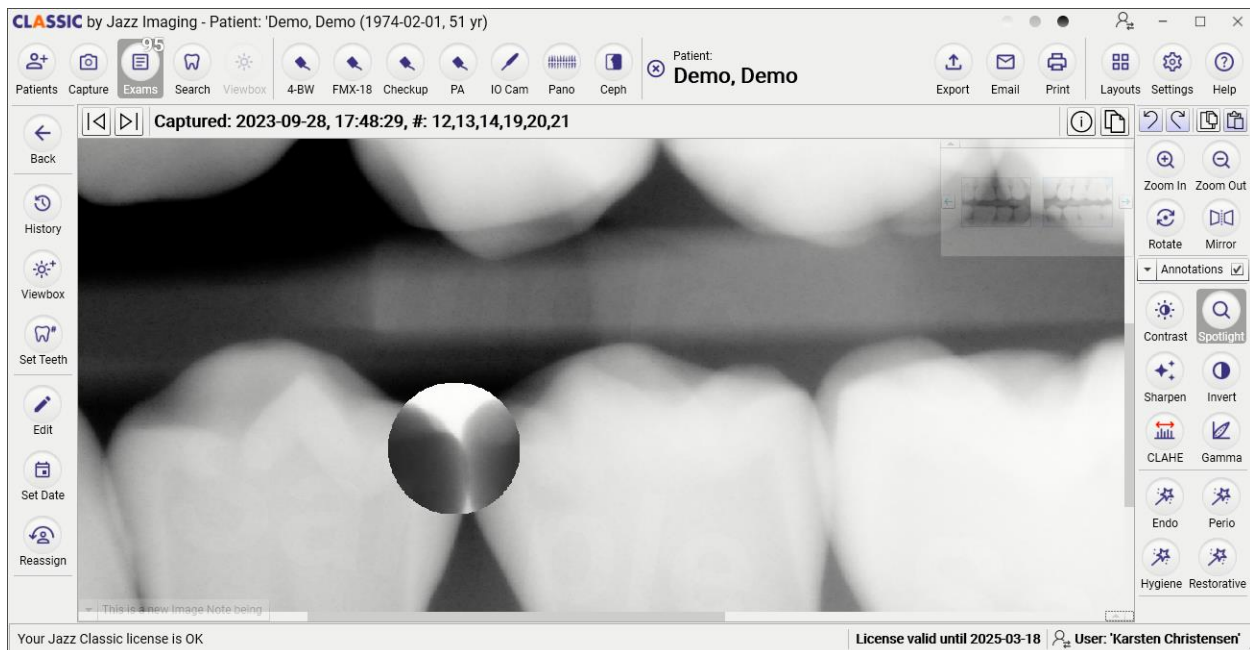 CLASSIC by Jazz Imaging - Patient: 'Demo, Demo (1974-02-01, 51 yr)
95
Patients Capture Exams Search Viewbox 4-BW FMX-18 Checkup PA IO Cam Pano Ceph
Patient:
Demo, Demo
Export Email Print Layouts Settings Help
Captured: 2023-09-28, 17:48:29, #: 12,13,14,19,20,21
Back
History
Viewbox
Set Teeth
Edit
Set Date
Reassign
Zoom In Zoom Out
Rotate Mirror
Annotations
Contrast Spotlight
Sharpen Invert
CLAHE Gamma
Endo Perio
Hygiene Restorative
This is a new Image Note being
Your Jazz Classic license is OK
License valid until 2025-03-18 User: 'Karsten Christensen'